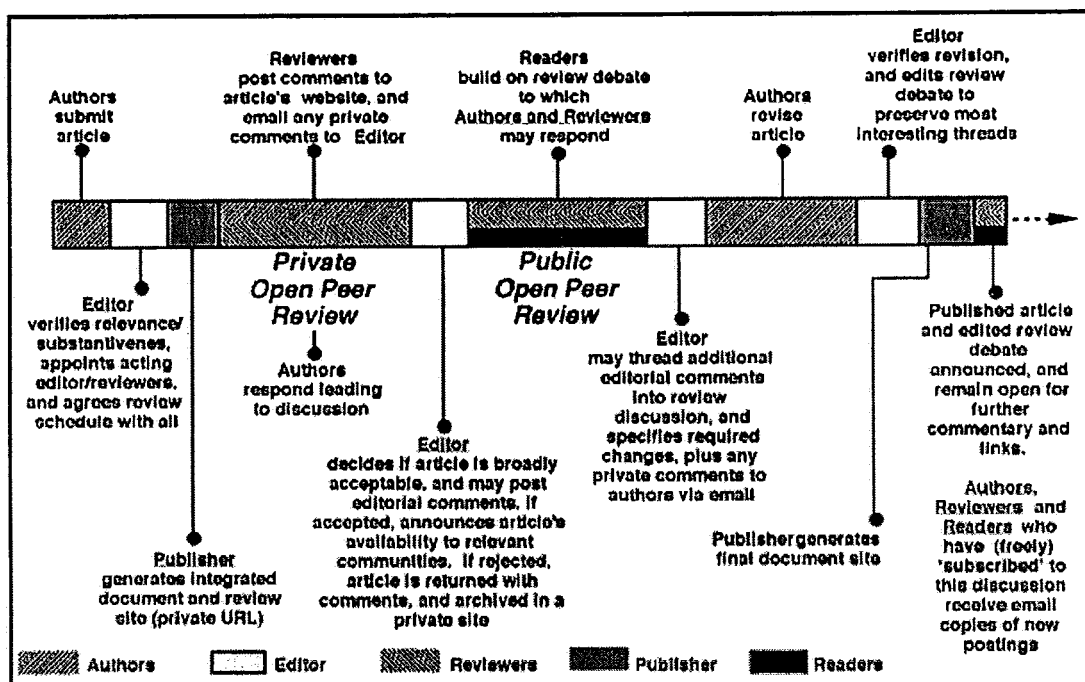 Authors
submit
article
Reviewers
post comments to
article's website, and
email any private
comments to Editor
Readers
build on review debate
to which
Authors and Reviewers
may respond
Authors
revise
article
Editor
verifies revision,
and edits review
debate to
preserve most
interesting threads
Private
Open Peer
Review
Public
Open Peer
Review
Editor
verifies relevance/
substantivenes,
appoints acting
editor/reviewers,
and agrees review
schedule with all
Publisher
generates integrated
document and review
site (private URL)
Authors
respond leading
to discussion
Editor
decides if article is broadly
acceptable, and may post
editorial comments. If
accepted, announces article's
availability to relevant
communities. If rejected,
article is returned with
comments, and archived in a
private site
Editor
may thread additional
editorial comments
into review
discussion, and
specifies required
changes, plus any
private comments to
authors via email
Publishergenerates
final document site
Published article
and edited review
debate
announced, and
remain open for
further
commentary and
links.
Authors,
Reviewers and
Readers who
have (freely)
'subscribed' to
this discussion
receive email
copies of new
postings
Authors
Editor
Reviewers
Publisher
Readers